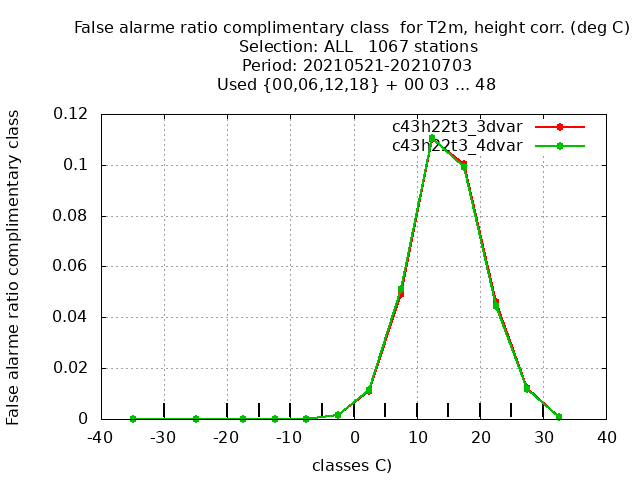 False alarme ratio complimentary class  for T2m, height corr. (deg C)
Selection: ALL   1067 stations
Period: 20210521-20210703
Used {00,06,12,18} + 00 03 ... 48
False alarme ratio complimentary class
0.12
0.1
0.08
0.06
0.04
0.02
0
c43h22t3_3dvar
c43h22t3_4dvar
-40 -30 -20 -10 0 10 20 30 40
classes C)